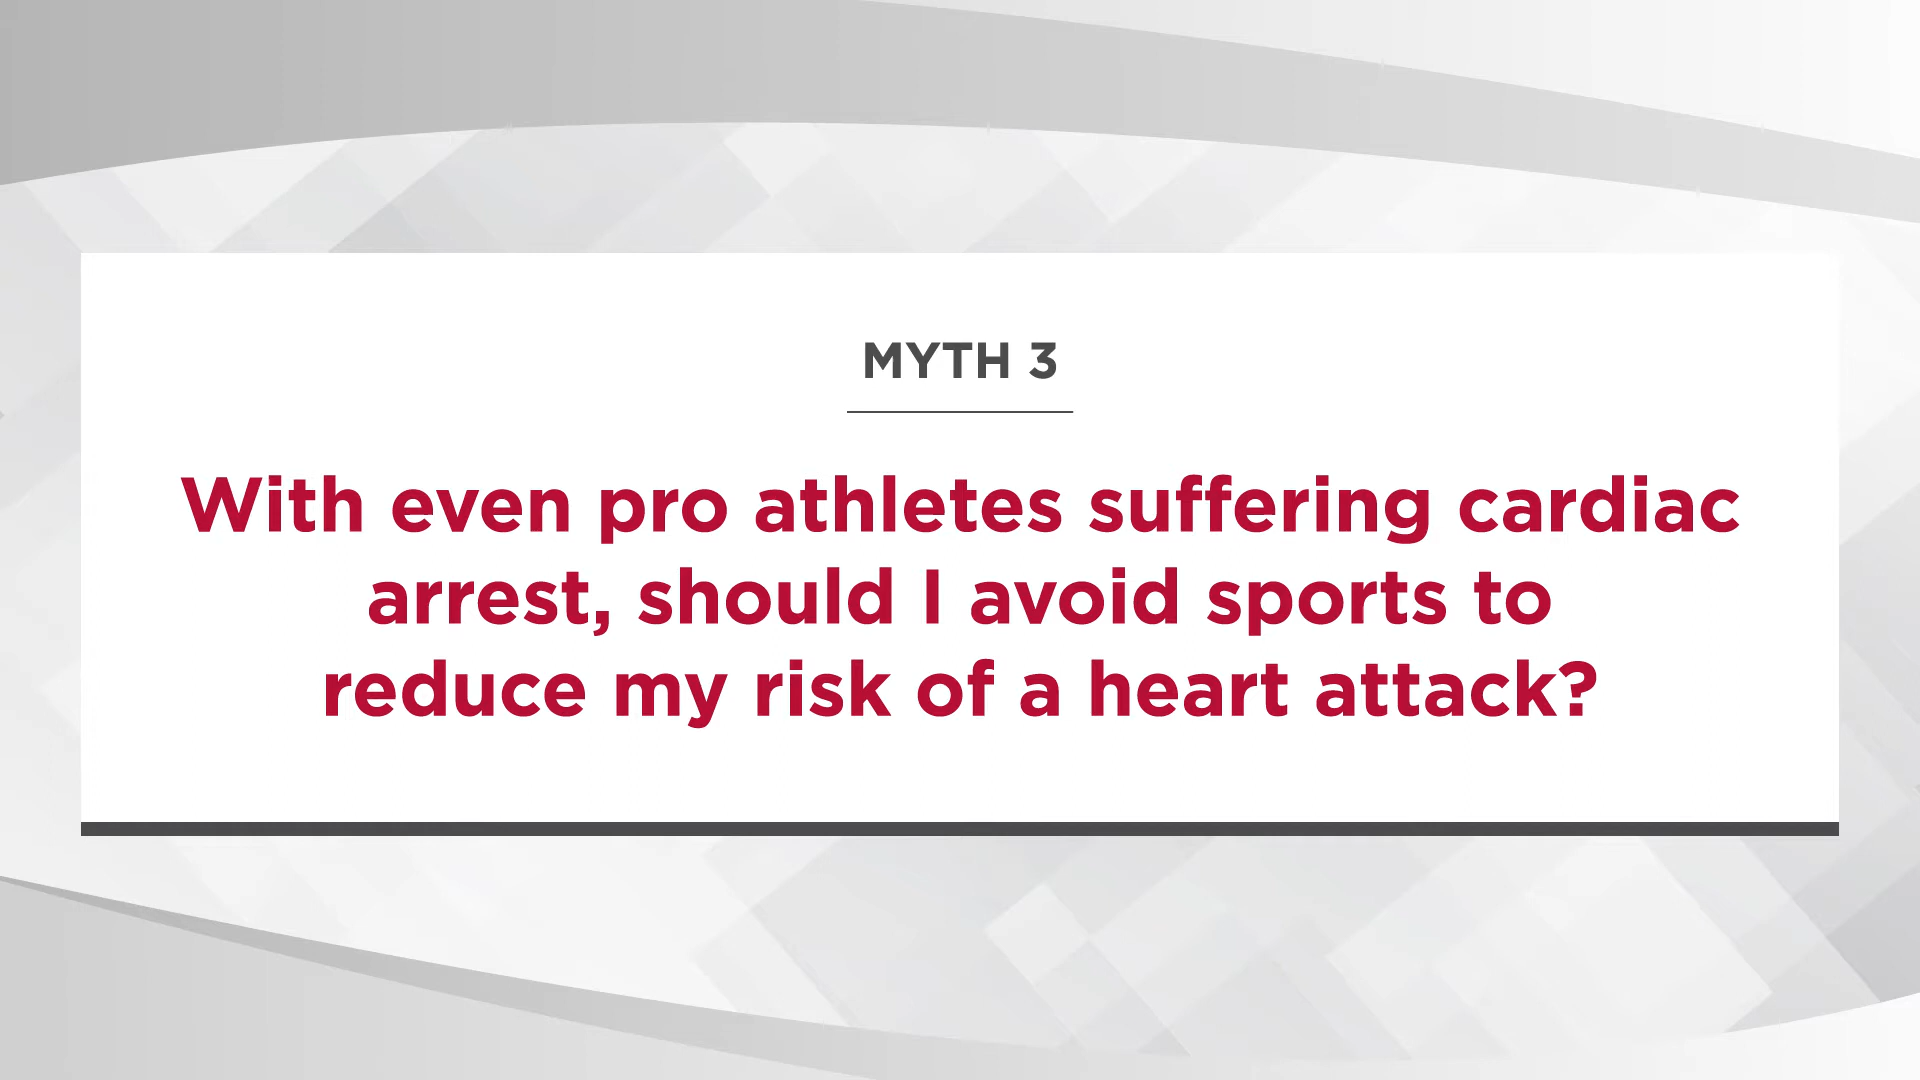 MYTH 3
With even pro athletes suffering cardiac
arrest, should I avoid sports to
reduce my risk of a heart attack?